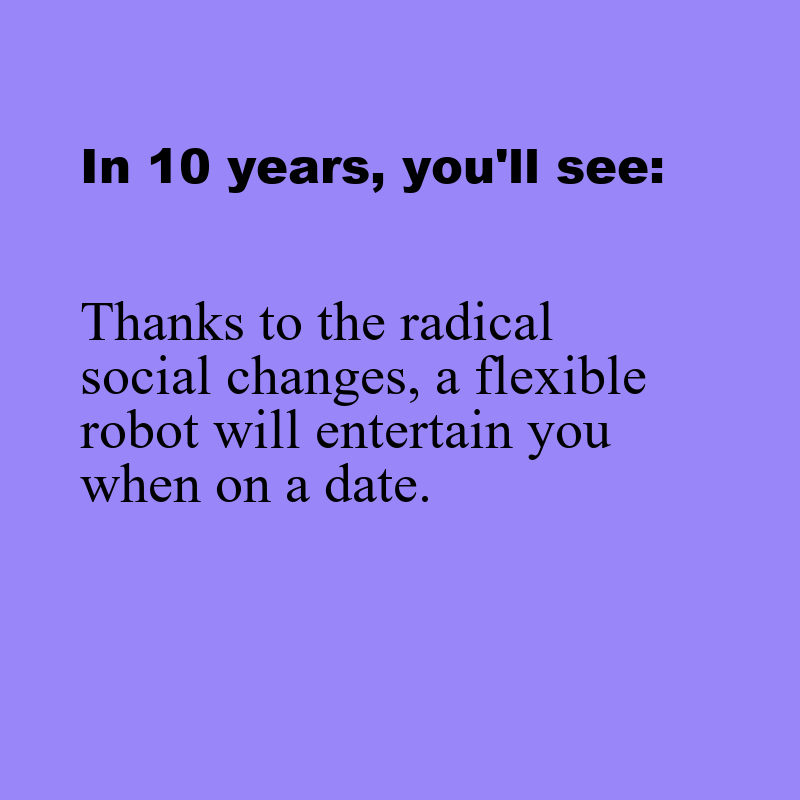 In 10 years, you'll see:
Thanks to the radical
social changes, a flexible
robot will entertain you
when on a date.